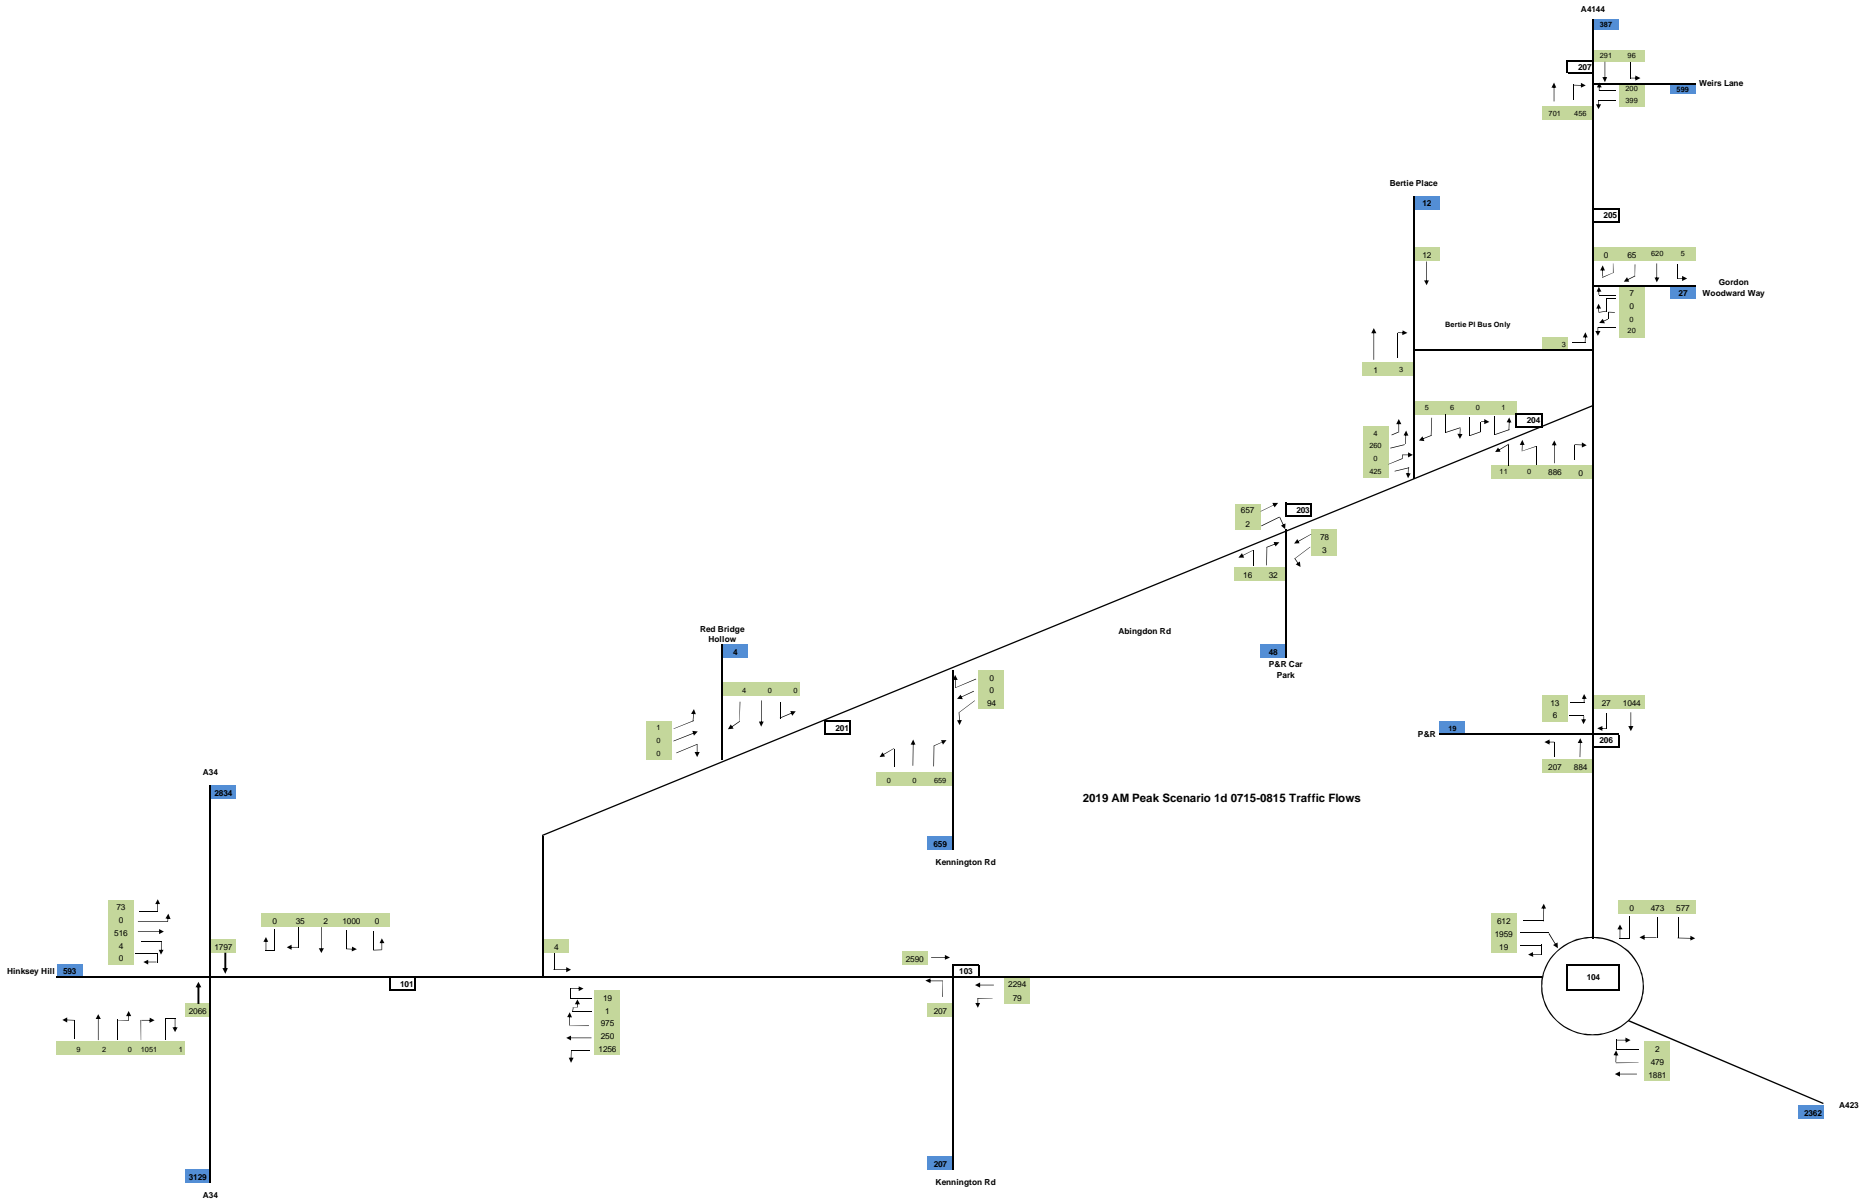 A4144
387
291 96
207
Weirs Lane
200
599
399
701 456
Bertie Place
12
205
12
0 65 620 5
Gordon
Woodward Way
27
7
0
0
20
Bertie Pl Bus Only
3
1 3
5 6 0 1
204
4
260
0
425
11 0 886 0
657
203
2
78
3
16 32
Red Bridge
Hollow
4
Abingdon Rd
48
P&R Car
Park
4 0 0
0
0
94
1
0
0
201
13
6
27 1044
19
P&R
206
207 884
0 0 659
A34
2834
2019 AM Peak Scenario 1d 0715-0815 Traffic Flows
659
Kennington Rd
73
0
516
4
0
0 35 2 1000 0
1797
4
612
1959
19
0 473 577
2590
Hinksey Hill
593
101
103
104
2294
79
207
19
1
975
250
1256
2066
9 2 0 1051 1
2
479
1881
2362
A423
3129
A34
207
Kennington Rd